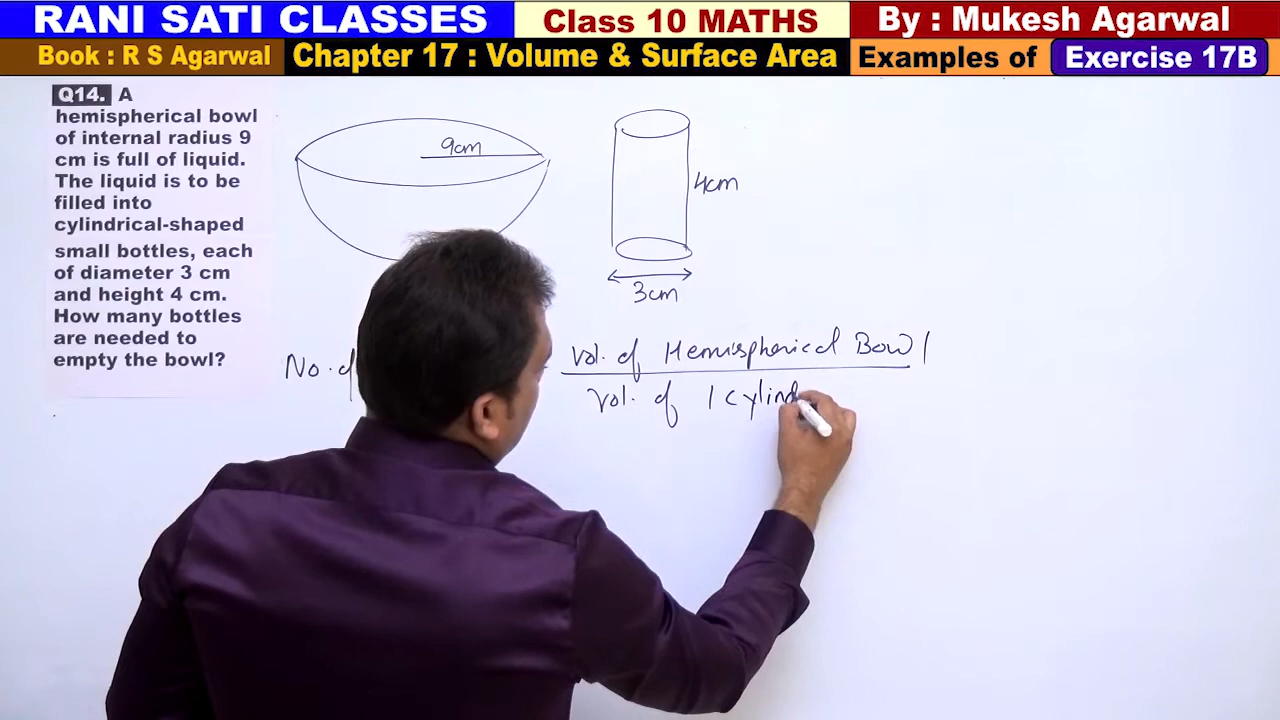 RANI SATI CLASSES
Class 10 MATHS
By : Mukesh Agarwal
Book : R S Agarwal
Chapter 17 : Volume & Surface Area
Examples of
Exercise 17B
Q14. A
hemispherical bowl
of internal radius 9
cm is full of liquid.
The liquid is to be
filled into
cylindrical-shaped
small bottles, each
of diameter 3 cm
and height 4 cm.
How many bottles
are needed to
empty the bowl?
9cm
4cm
3cm
No. of
Vol. of Hemispherical Bowl
Vol. of 1 Cylind